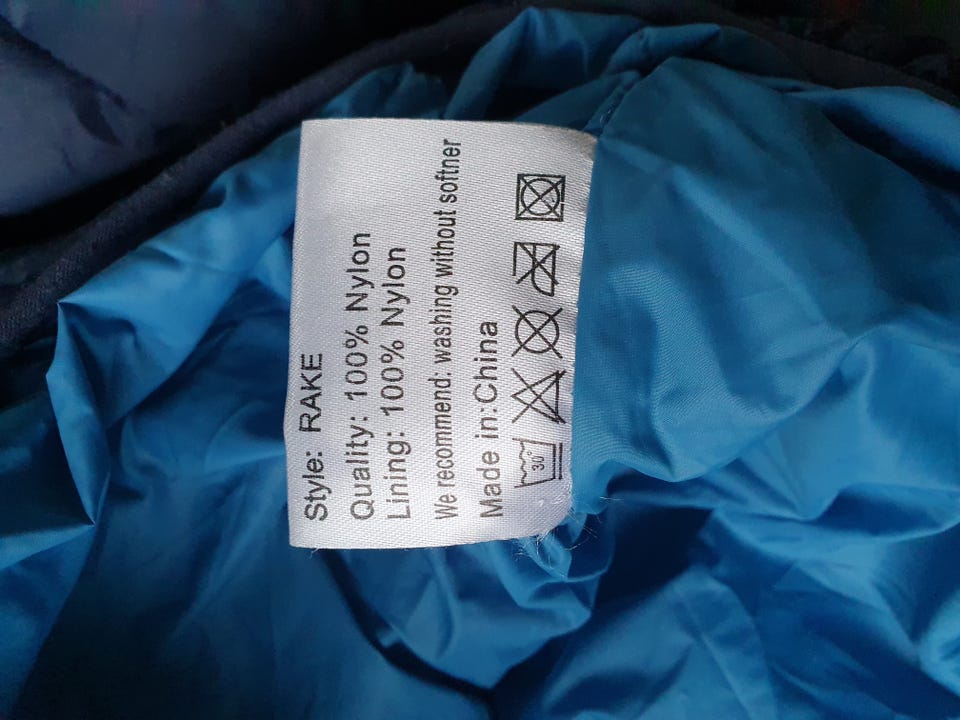 Style: RAKE
Quality: 100% Nylon
Lining: 100% Nylon
We recommend: washing without softner
Made in:China
30°